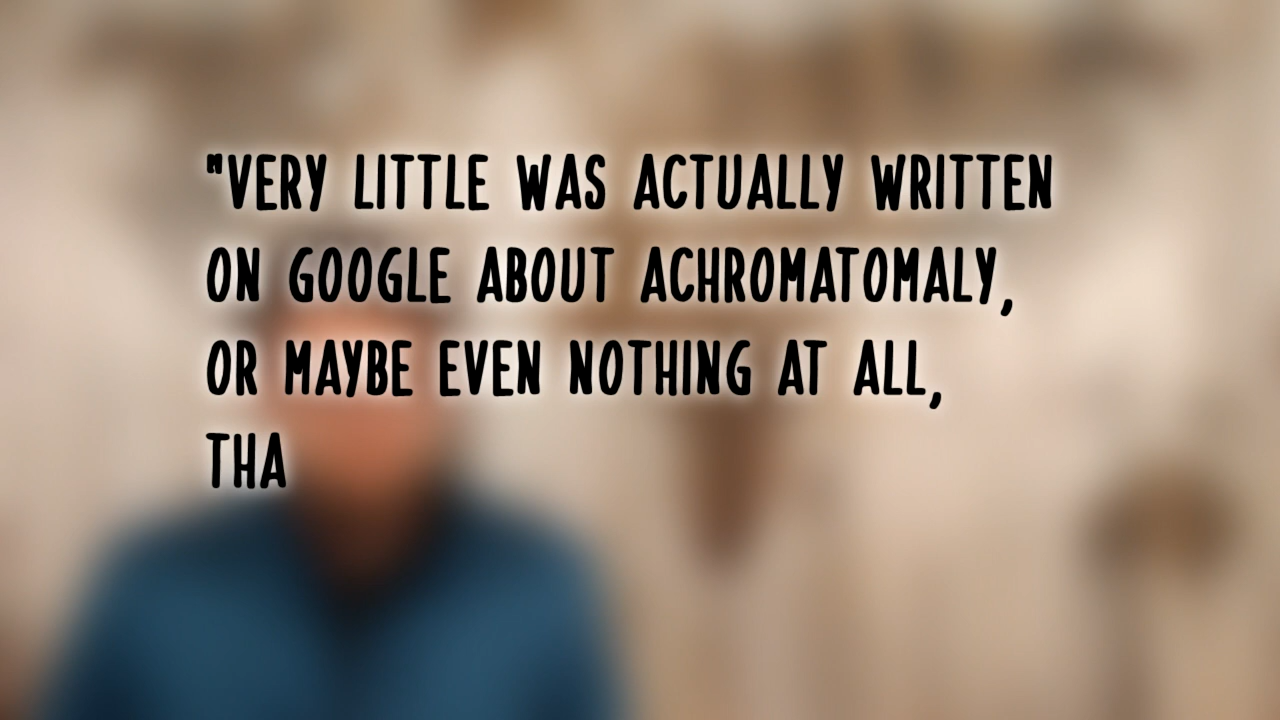 "VERY LITTLE WAS ACTUALLY WRITTEN
ON GOOGLE ABOUT ACHROMATOMALY,
OR MAYBE EVEN NOTHING AT ALL,
THA